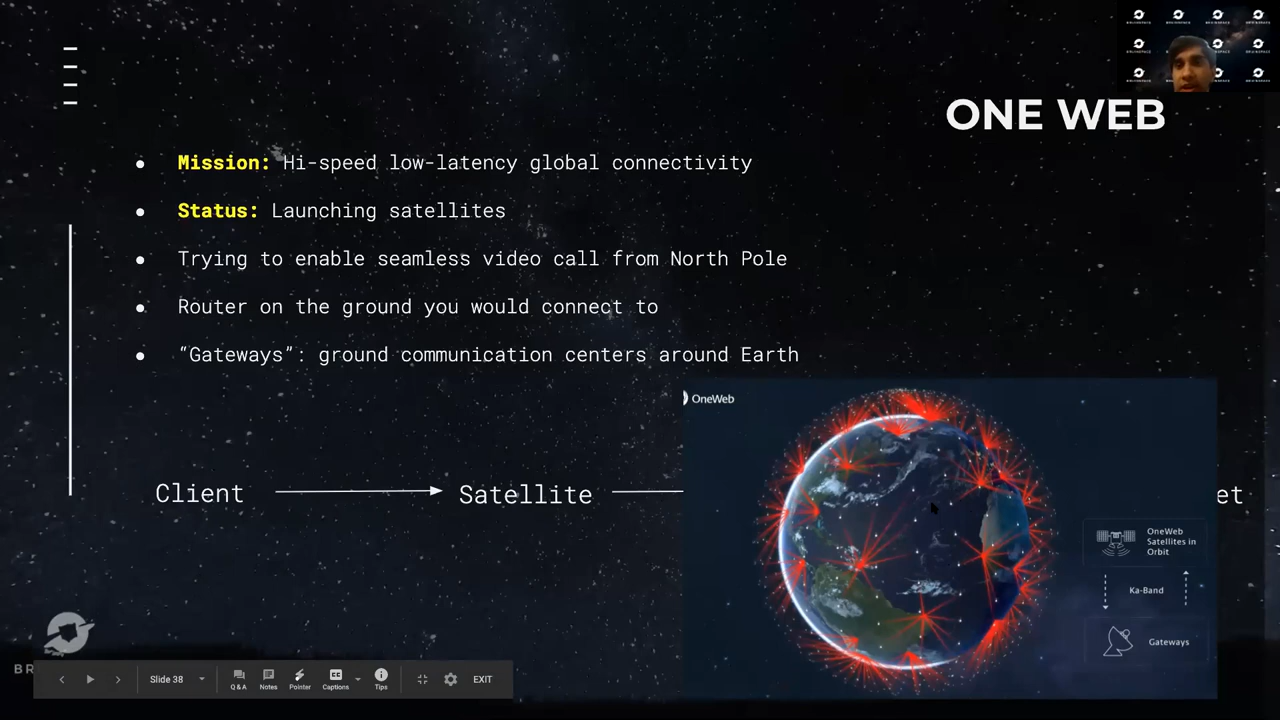 ONE WEB
● Mission: Hi-speed low-latency global connectivity
● Status: Launching satellites
● Trying to enable seamless video call from North Pole
● Router on the ground you would connect to
● “Gateways”: ground communication centers around Earth
OneWeb
Client
Satellite
et
OneWeb
Satellites in
Orbit
Ka-Band
Gateways
BR
Slide 38
Q&A
Notes
Pointer
Captions
Tips
EXIT